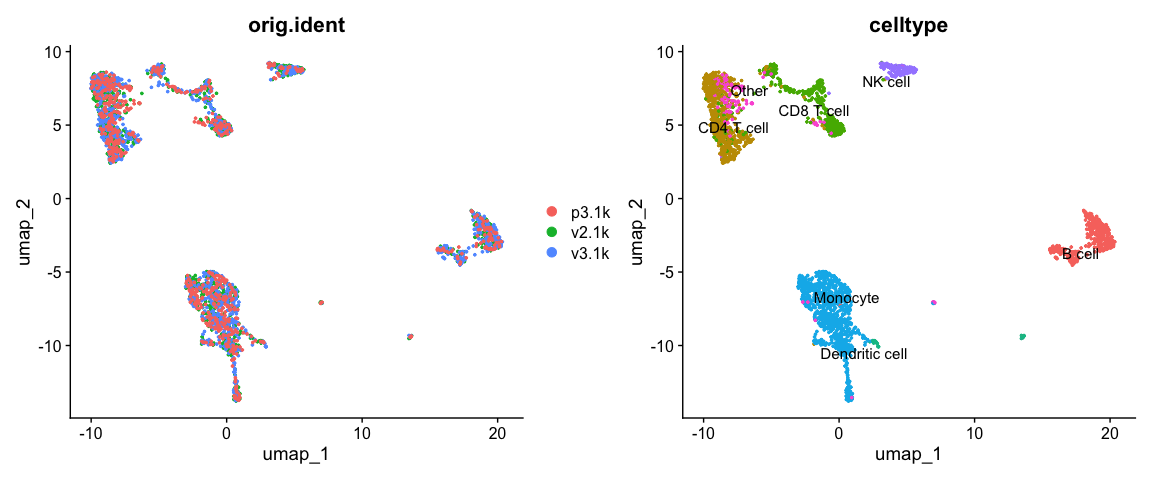 orig.ident
10
5
0
-5
-10
umap_2
-10
0
10
20
umap_1
p3.1k
v2.1k
v3.1k
celltype
10
5
0
-5
-10
umap_2
-10
0
10
20
umap_1
NK cell
Other
CD8 T cell
CD4 T cell
B cell
Monocyte
Dendritic cell